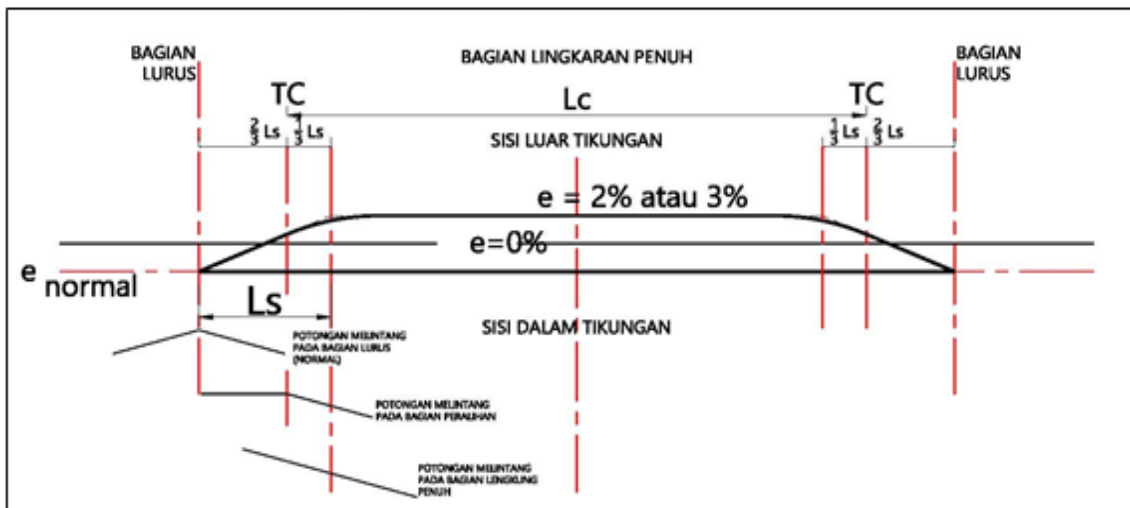 BAGIAN
LURUS
BAGIAN LINGKARAN PENUH
BAGIAN
LURUS
TC
Lc
TC
2/3 Ls
1/3 Ls
SISI LUAR TIKUNGAN
1/3 Ls
2/3 Ls
e = 2% atau 3%
e=0%
e normal
Ls
SISI DALAM TIKUNGAN
POTONGAN MELINTANG
PADA BAGIAN LURUS
(NORMAL)
POTONGAN MELINTANG
PADA BAGIAN PERALIHAN
POTONGAN MELINTANG
PADA BAGIAN LENGKUNG
PENUH